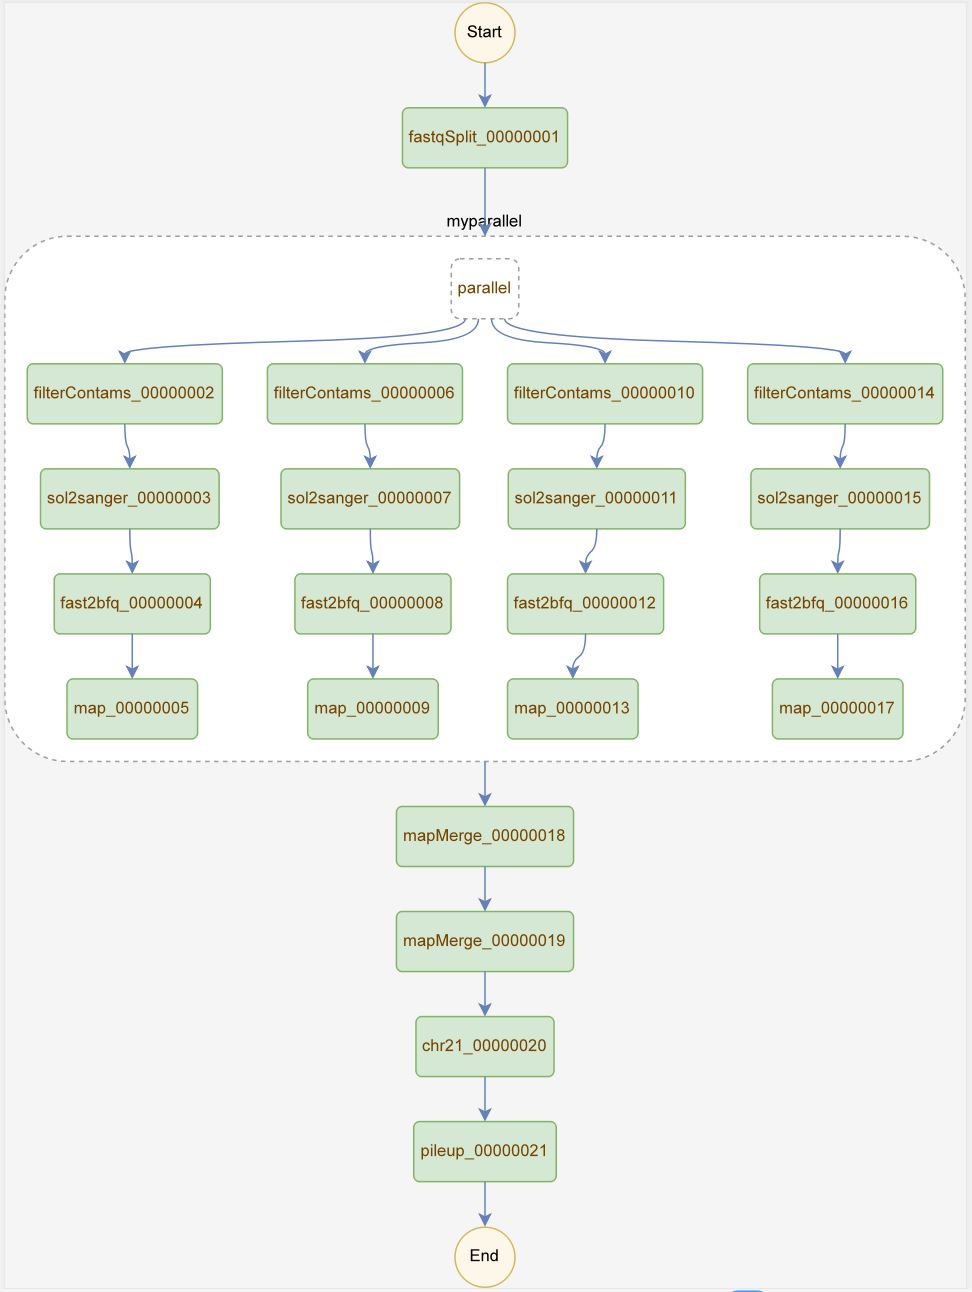 Start
fastqSplit_00000001
myparallel
parallel
filterContams_00000002
filterContams_00000006
filterContams_00000010
filterContams_00000014
sol2sanger_00000003
sol2sanger_00000007
sol2sanger_00000011
sol2sanger_00000015
fast2bfq_00000004
fast2bfq_00000008
fast2bfq_00000012
fast2bfq_00000016
map_00000005
map_00000009
map_00000013
map_00000017
mapMerge_00000018
mapMerge_00000019
chr21_00000020
pileup_00000021
End